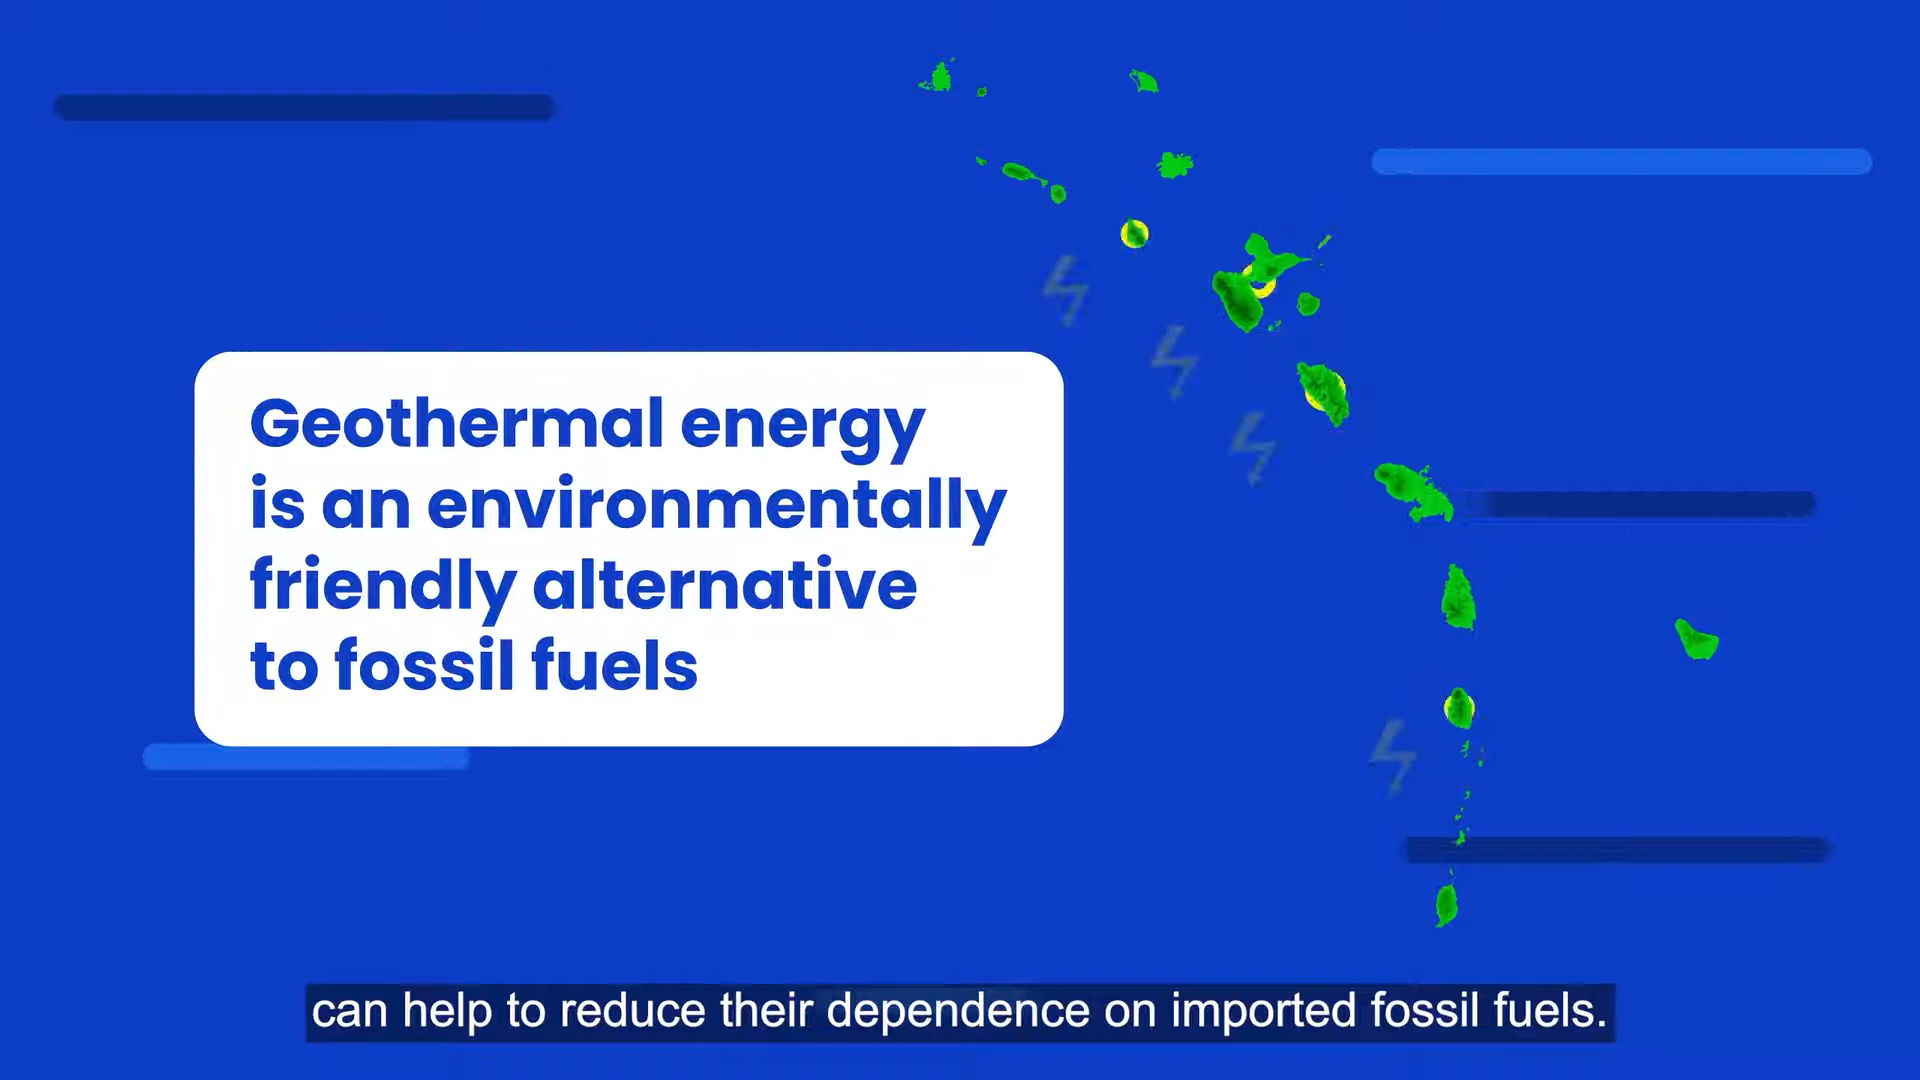 Geothermal energy
is an environmentally
friendly alternative
to fossil fuels
can help to reduce their dependence on imported fossil fuels.